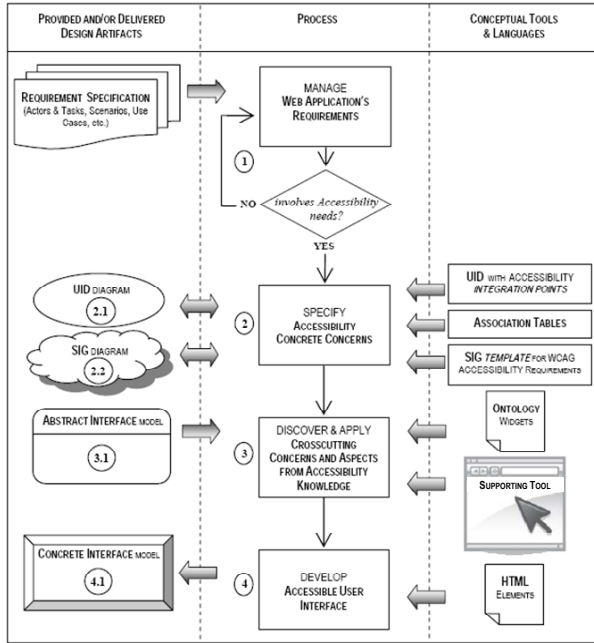 PROVIDED AND/OR DELIVERED
DESIGN ARTIFACTS
PROCESS
CONCEPTUAL TOOLS
& LANGUAGES
REQUIREMENT SPECIFICATION
(Actors & Tasks, Scenarios, Use
Cases, etc.)
MANAGE
WEB APPLICATION'S
REQUIREMENTS
1
NO
involves Accessibility
needs?
YES
UID DIAGRAM
2.1
SIG DIAGRAM
2.2
2
SPECIFY
ACCESSIBILITY
CONCRETE CONCERNS
UID WITH ACCESSIBILITY
INTEGRATION POINTS
ASSOCIATION TABLES
SIG TEMPLATE FOR WCAG
ACCESSIBILITY REQUIREMENTS
ABSTRACT INTERFACE MODEL
3.1
3
DISCOVER & APPLY
CROSSCUTTING
CONCERNS AND ASPECTS
FROM ACCESSIBILITY
KNOWLEDGE
ONTOLOGY
WIDGETS
SUPPORTING TOOL
CONCRETE INTERFACE MODEL
4.1
4
DEVELOP
ACCESSIBLE USER
INTERFACE
HTML
ELEMENTS